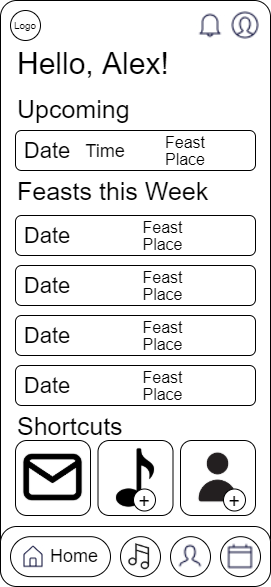 Logo
Hello, Alex!
Upcoming
Date Time Feast
Place
Feasts this Week
Date Feast
Place
Date Feast
Place
Date Feast
Place
Date Feast
Place
Shortcuts
+ +
Home